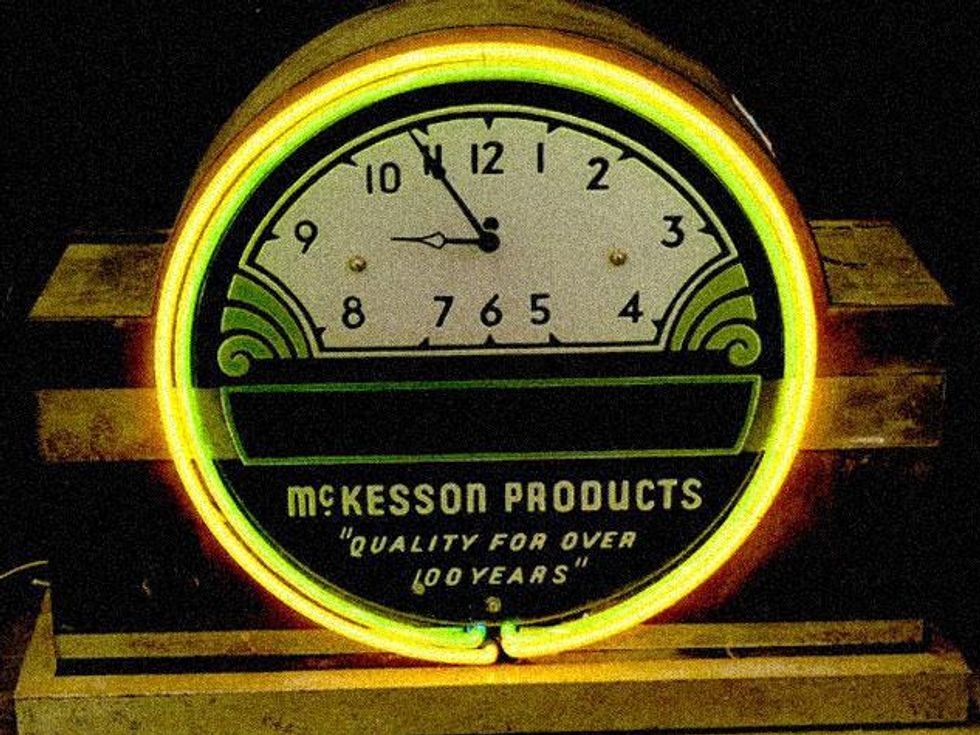 11 12 1
10 2
9 3
8 7 6 5 4
McKESSON PRODUCTS
"QUALITY FOR OVER
100 YEARS"